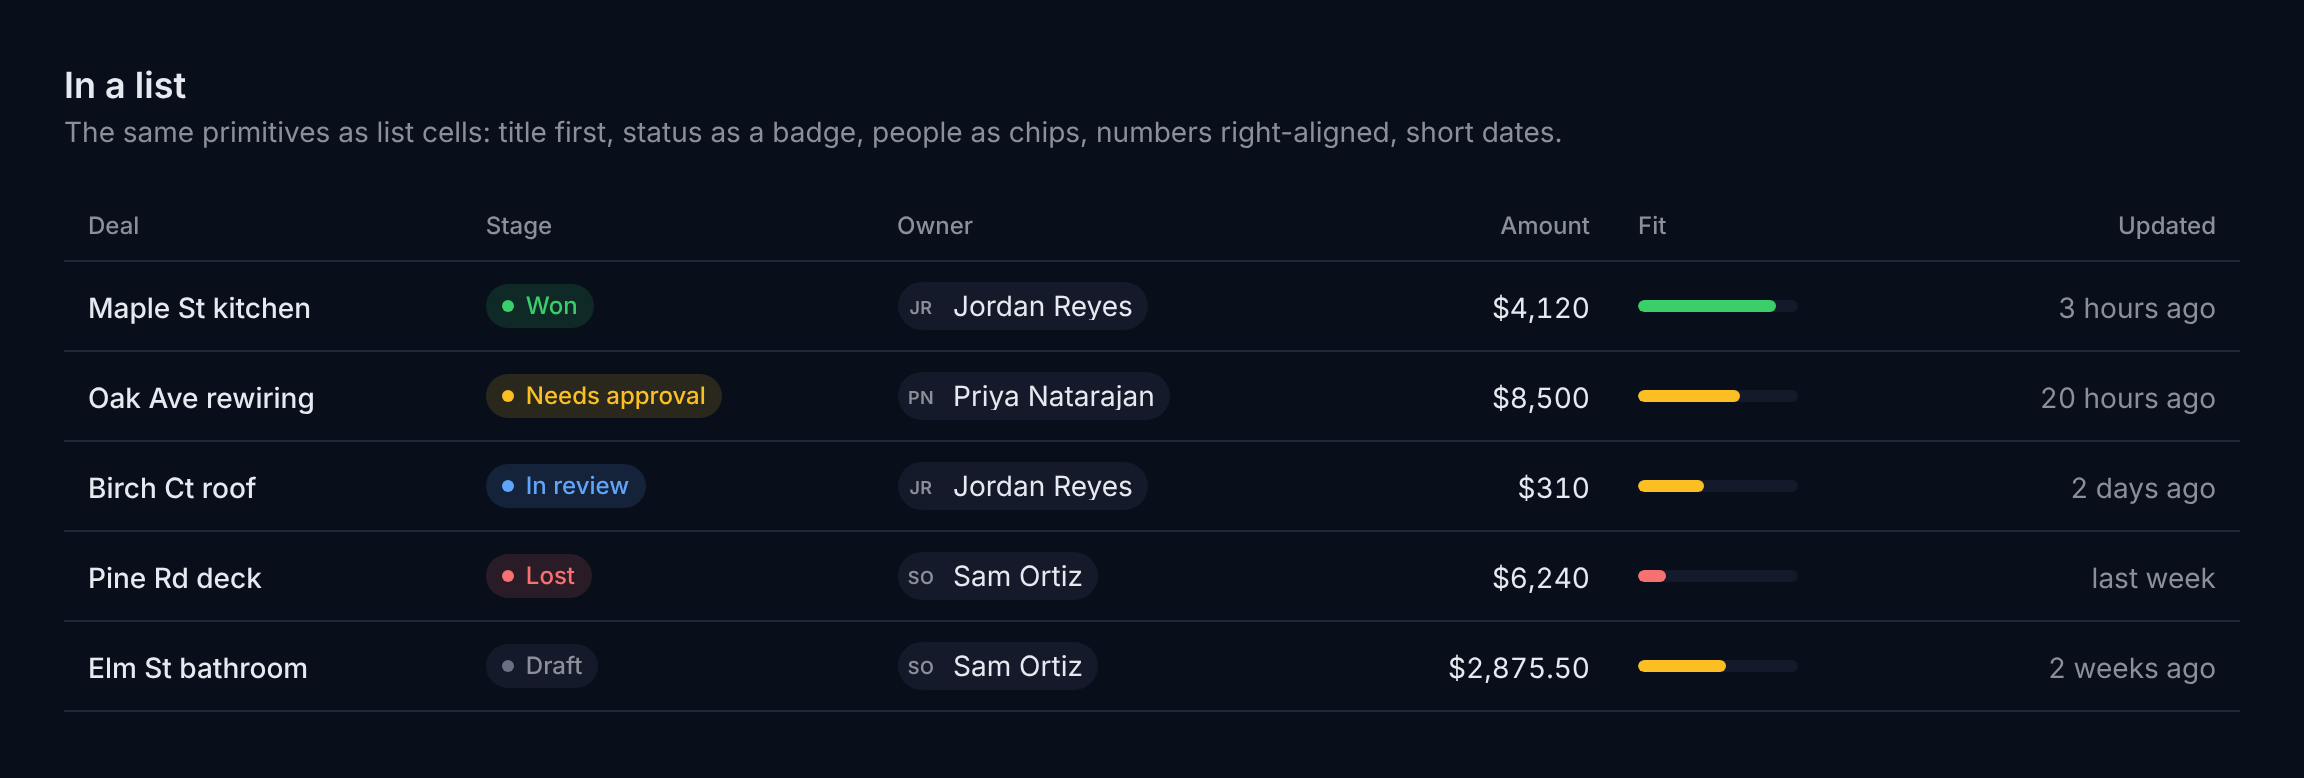 In a list
The same primitives as list cells: title first, status as a badge, people as chips, numbers right-aligned, short dates.
Deal Stage Owner Amount Fit Updated
Maple St kitchen Won JR Jordan Reyes $4,120 3 hours ago
Oak Ave rewiring Needs approval PN Priya Natarajan $8,500 20 hours ago
Birch Ct roof In review JR Jordan Reyes $310 2 days ago
Pine Rd deck Lost SO Sam Ortiz $6,240 last week
Elm St bathroom Draft SO Sam Ortiz $2,875.50 2 weeks ago